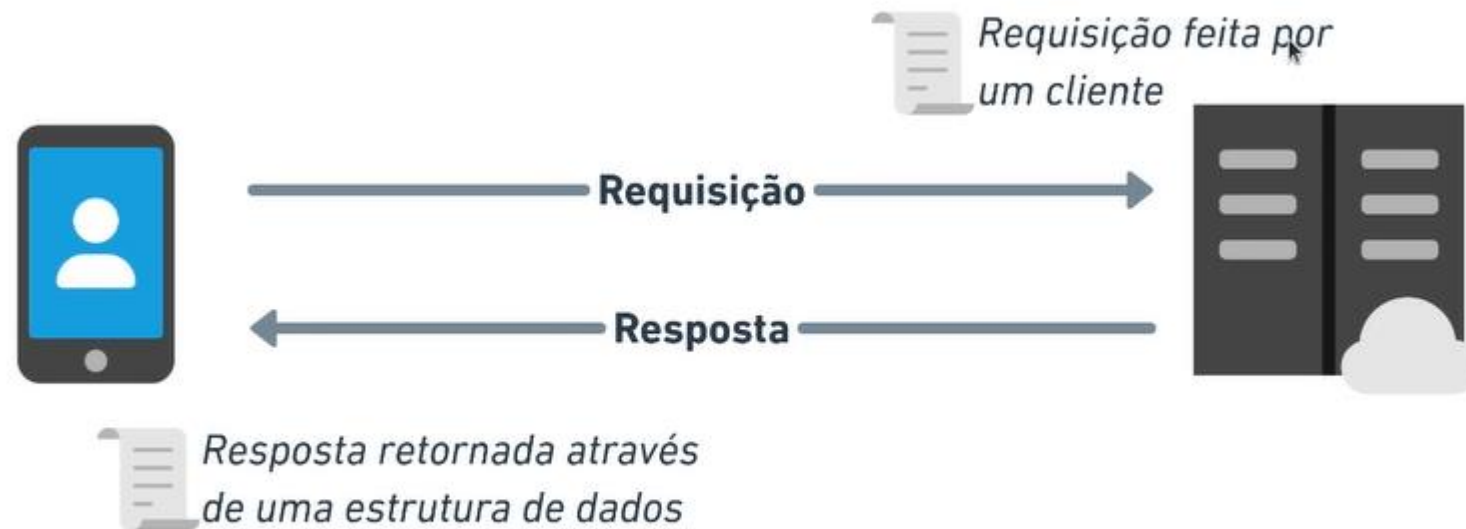 Requisição feita por
um cliente
Requisição
Resposta
Resposta retornada através
de uma estrutura de dados